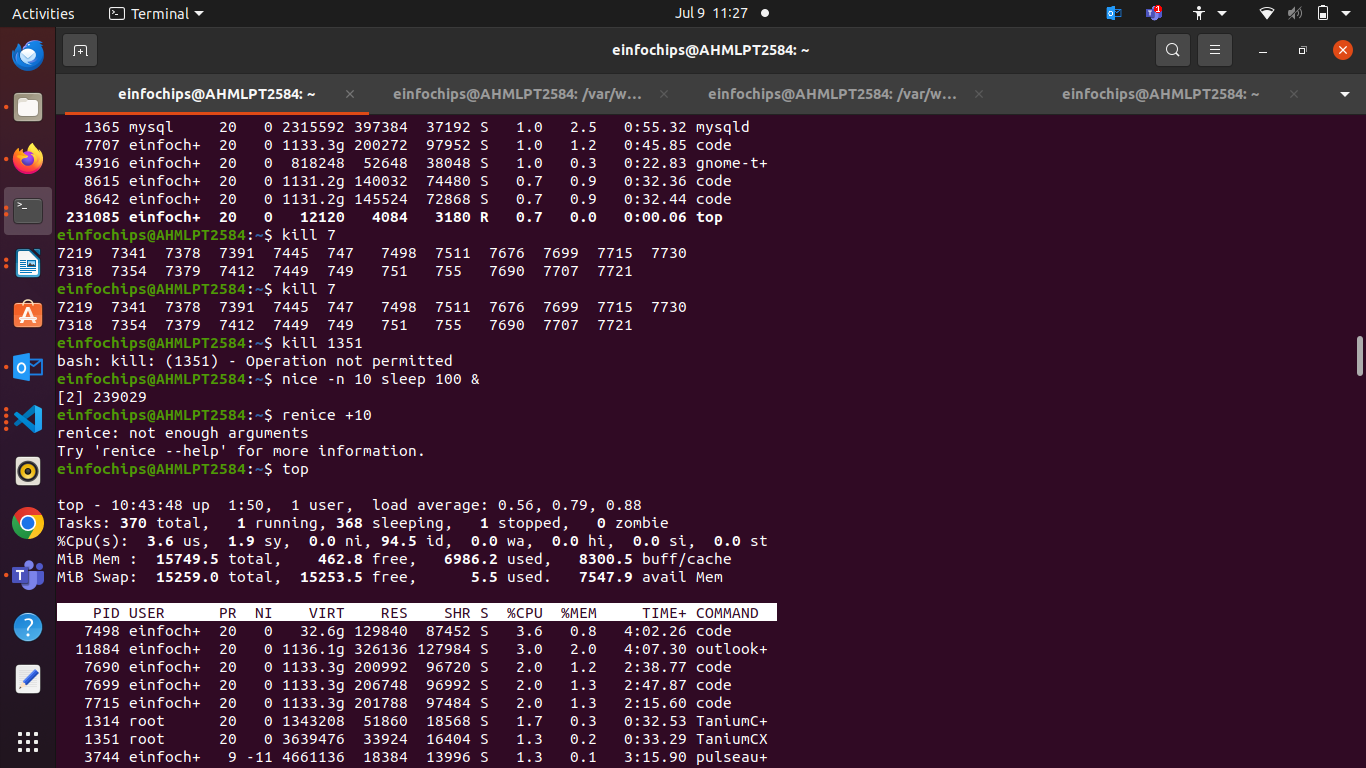 Activities Terminal Jul 9 11:27 1
einfochips@AHMLPT2584: ~
einfochips@AHMLPT2584: ~ × einfochips@AHMLPT2584: /var/w... × einfochips@AHMLPT2584: /var/w... × einfochips@AHMLPT2584: ~ ×
1365 mysql 20 0 2315592 397384 37192 S 1.0 2.5 0:55.32 mysqld
7707 einfoch+ 20 0 1133.3g 200272 97952 S 1.0 1.2 0:45.85 code
43916 einfoch+ 20 0 818248 52648 38048 S 1.0 0.3 0:22.83 gnome-t+
8615 einfoch+ 20 0 1131.2g 140032 74480 S 0.7 0.9 0:32.36 code
8642 einfoch+ 20 0 1131.2g 145524 72868 S 0.7 0.9 0:32.44 code
231085 einfoch+ 20 0 12120 4084 3180 R 0.7 0.0 0:00.06 top
einfochips@AHMLPT2584:~$ kill 7
7219 7341 7378 7391 7445 747 7498 7511 7676 7699 7715 7730
7318 7354 7379 7412 7449 749 751 755 7690 7707 7721
einfochips@AHMLPT2584:~$ kill 7
7219 7341 7378 7391 7445 747 7498 7511 7676 7699 7715 7730
7318 7354 7379 7412 7449 749 751 755 7690 7707 7721
einfochips@AHMLPT2584:~$ kill 1351
bash: kill: (1351) - Operation not permitted
einfochips@AHMLPT2584:~$ nice -n 10 sleep 100 &
[2] 239029
einfochips@AHMLPT2584:~$ renice +10
renice: not enough arguments
Try 'renice --help' for more information.
einfochips@AHMLPT2584:~$ top
top - 10:43:48 up 1:50, 1 user, load average: 0.56, 0.79, 0.88
Tasks: 370 total, 1 running, 368 sleeping, 1 stopped, 0 zombie
%Cpu(s): 3.6 us, 1.9 sy, 0.0 ni, 94.5 id, 0.0 wa, 0.0 hi, 0.0 si, 0.0 st
MiB Mem : 15749.5 total, 462.8 free, 6986.2 used, 8300.5 buff/cache
MiB Swap: 15259.0 total, 15253.5 free, 5.5 used. 7547.9 avail Mem
PID USER PR NI VIRT RES SHR S %CPU %MEM TIME+ COMMAND
7498 einfoch+ 20 0 32.6g 129840 87452 S 3.6 0.8 4:02.26 code
11884 einfoch+ 20 0 1136.1g 326136 127984 S 3.0 2.0 4:07.30 outlook+
7690 einfoch+ 20 0 1133.3g 200992 96720 S 2.0 1.2 2:38.77 code
7699 einfoch+ 20 0 1133.3g 206748 96992 S 2.0 1.3 2:47.87 code
7715 einfoch+ 20 0 1133.3g 201788 97484 S 2.0 1.3 2:15.60 code
1314 root 20 0 1343208 51860 18568 S 1.7 0.3 0:32.53 TaniumC+
1351 root 20 0 3639476 33924 16404 S 1.3 0.2 0:33.29 TaniumCX
3744 einfoch+ 9 -11 4661136 18384 13996 S 1.3 0.1 3:15.90 pulseau+